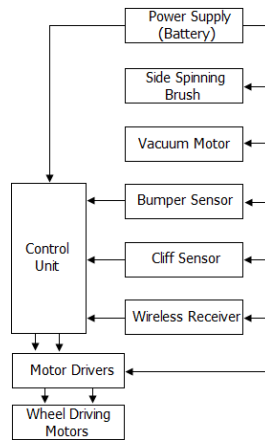 Power Supply
(Battery)
Side Spinning
Brush
Vacuum Motor
Bumper Sensor
Control
Unit
Cliff Sensor
Wireless Receiver
Motor Drivers
Wheel Driving
Motors